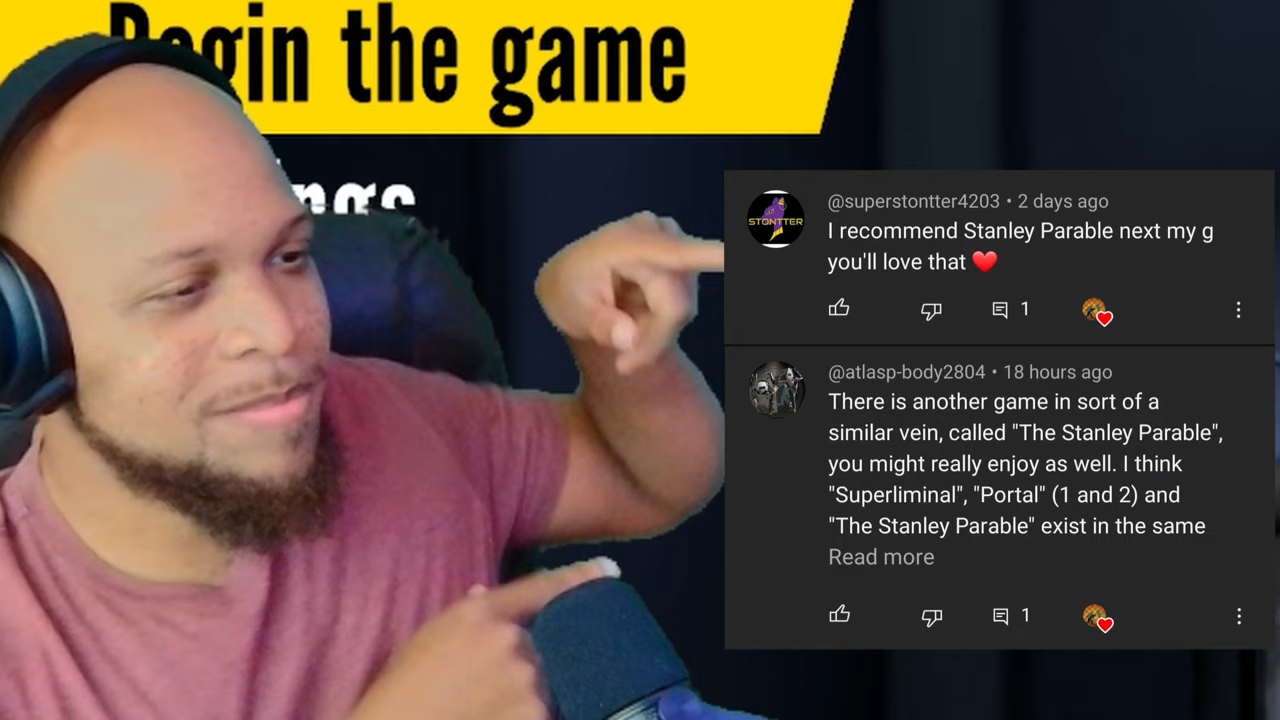 Begin the game
ngs
@superstontter4203 • 2 days ago
STONTTER
I recommend Stanley Parable next my g
you'll love that ❤️
1
@atlasp-body2804 • 18 hours ago
There is another game in sort of a
similar vein, called "The Stanley Parable",
you might really enjoy as well. I think
"Superliminal", "Portal" (1 and 2) and
"The Stanley Parable" exist in the same
Read more
1